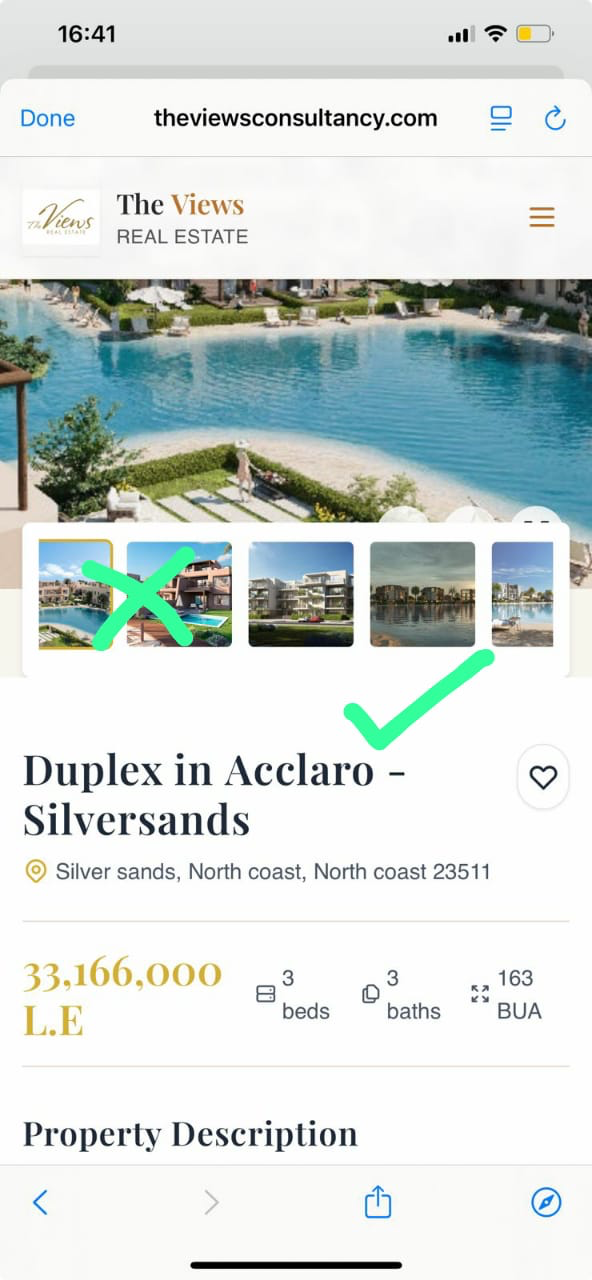 16:41
Done
theviewsconsultancy.com
The Views
REAL ESTATE
The Views
REAL ESTATE
Duplex in Acclaro -
Silversands
Silver sands, North coast, North coast 23511
33,166,000
L.E
3
beds
3
baths
163
BUA
Property Description